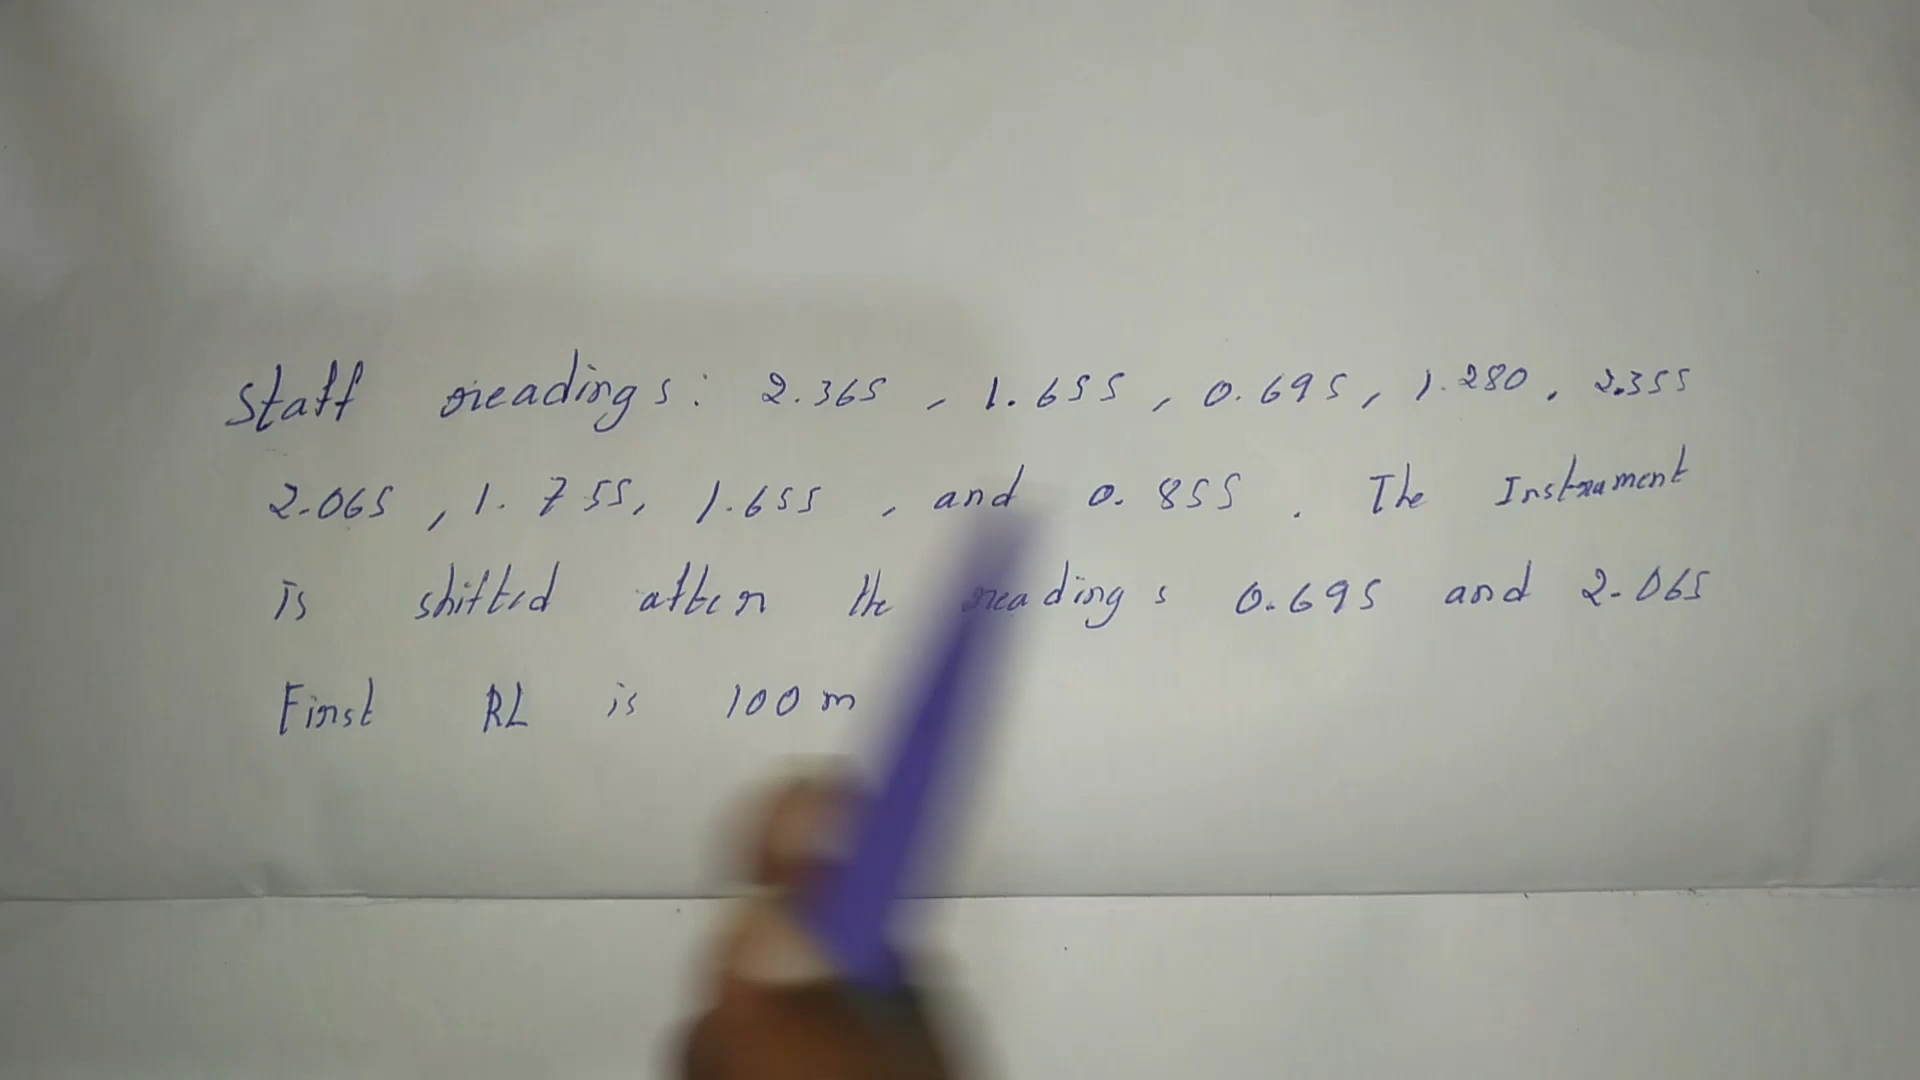 Staff readings: 2.365, 1.655, 0.695, 1.280, 2.355
2.065, 1.755, 1.655, and 0.855. The Instrument
is shifted after the readings 0.695 and 2.065
First RL is 100m